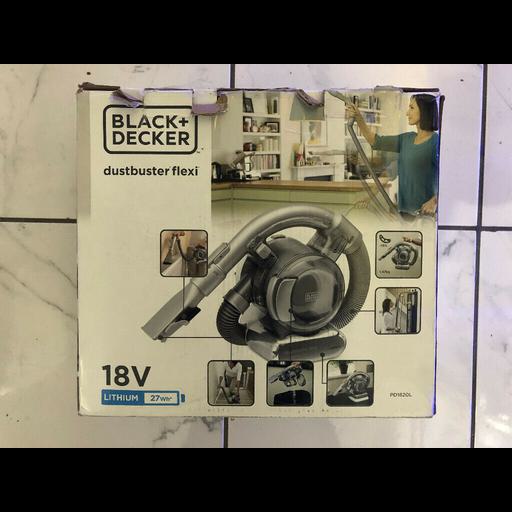 BLACK+
DECKER
dustbuster flexi
18V
LITHIUM 27Wh
PD1820L